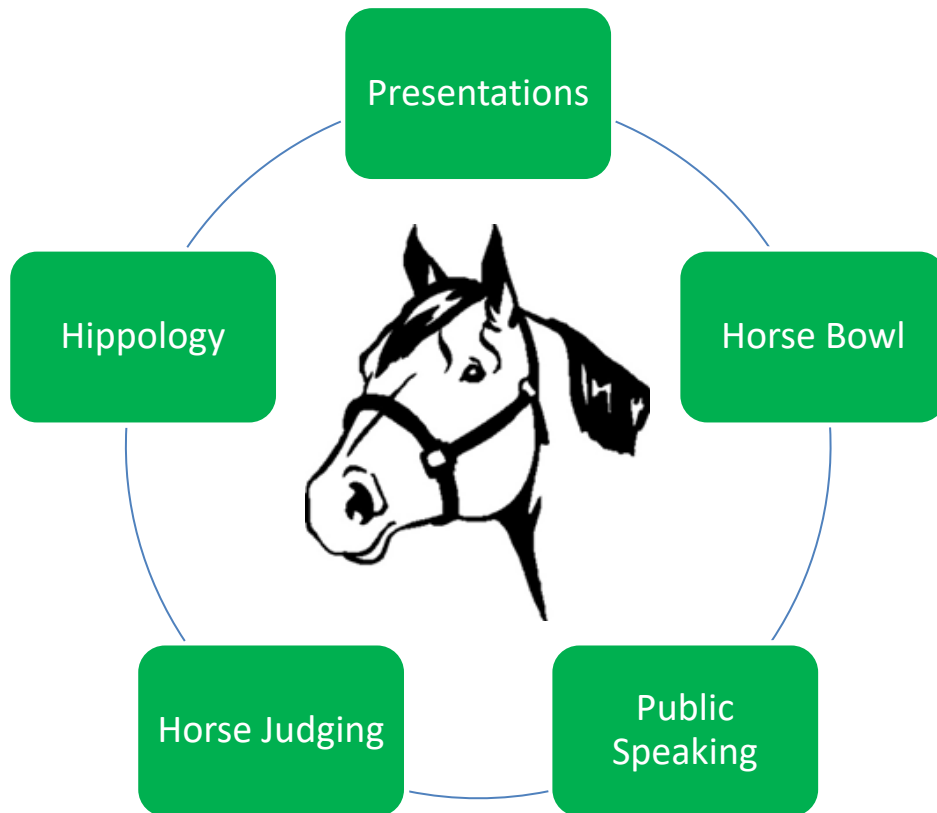 Presentations
Hippology
Horse Bowl
Horse Judging
Public
Speaking